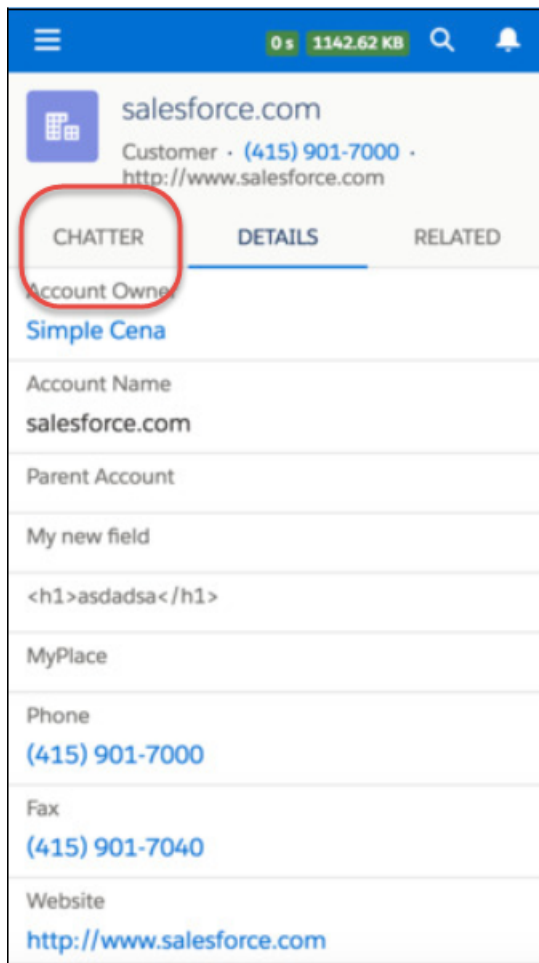 0 s 1142.62 KB
salesforce.com
Customer · (415) 901-7000 ·
http://www.salesforce.com
CHATTER DETAILS RELATED
Account Owner
Simple Cena
Account Name
salesforce.com
Parent Account
My new field
<h1>asdadsa</h1>
MyPlace
Phone
(415) 901-7000
Fax
(415) 901-7040
Website
http://www.salesforce.com